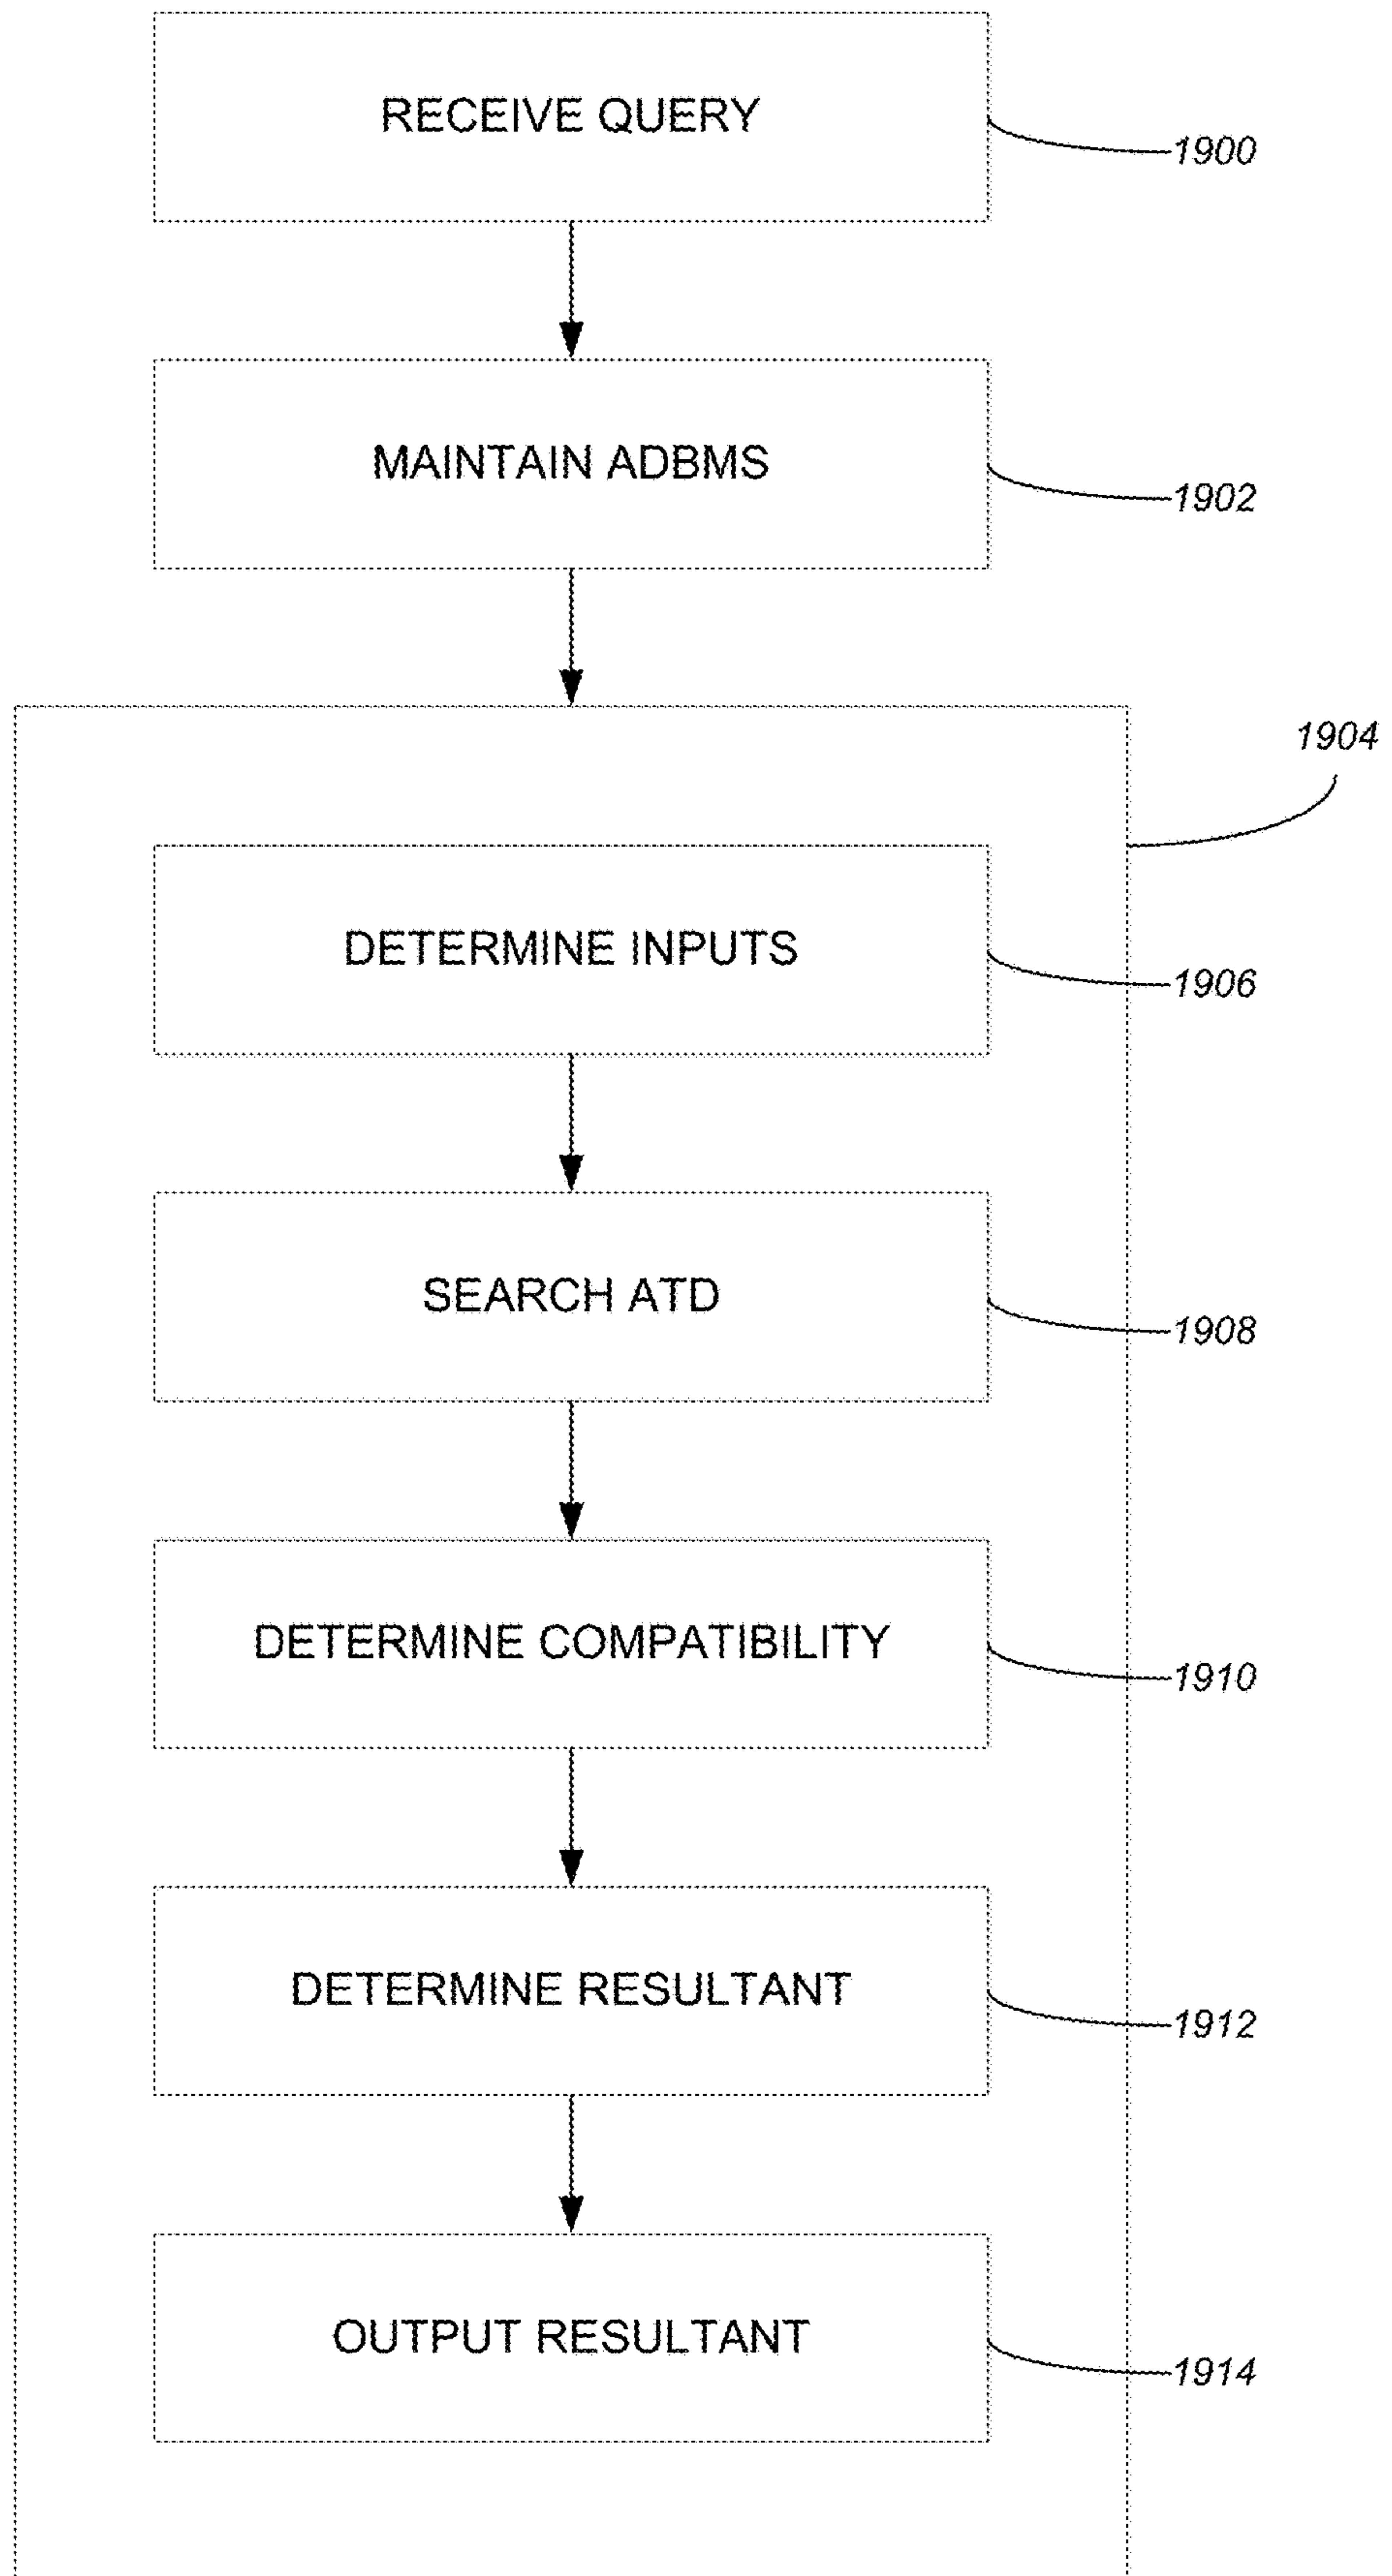 RECEIVE QUERY
1900
MAINTAIN ADBMS
1902
1904
DETERMINE INPUTS
1906
SEARCH ATD
1908
DETERMINE COMPATIBILITY
1910
DETERMINE RESULTANT
1912
OUTPUT RESULTANT
1914